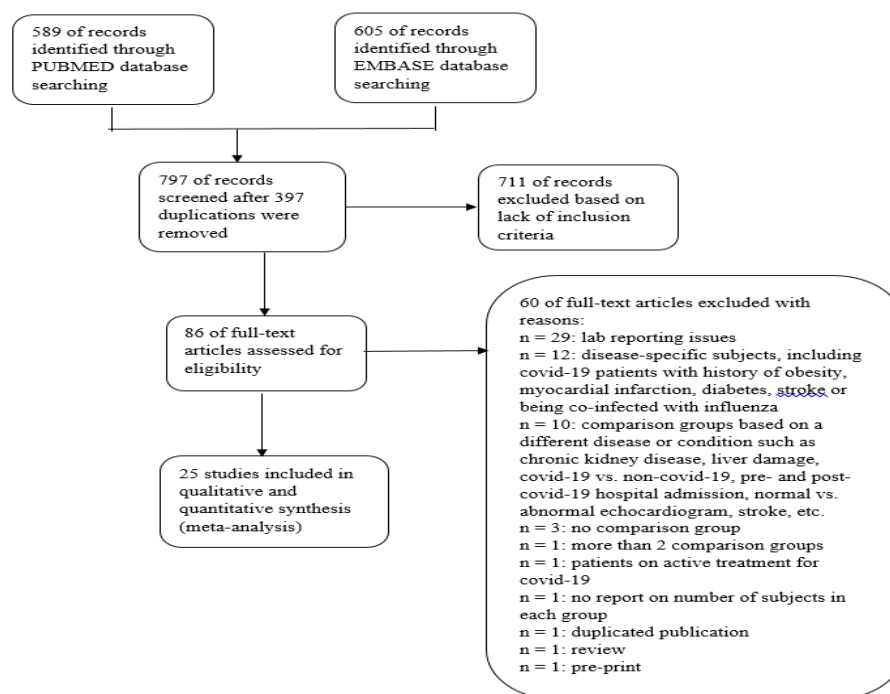 589 of records
identified through
PUBMED database
searching
605 of records
identified through
EMBASE database
searching
797 of records
screened after 397
duplications were
removed
711 of records
excluded based on
lack of inclusion
criteria
86 of full-text
articles assessed for
eligibility
60 of full-text articles excluded with
reasons:
n = 29: lab reporting issues
n = 12: disease-specific subjects, including
covid-19 patients with history of obesity,
myocardial infarction, diabetes, stroke or
being co-infected with influenza
n = 10: comparison groups based on a
different disease or condition such as
chronic kidney disease, liver damage,
covid-19 vs. non-covid-19, pre- and post-
covid-19 hospital admission, normal vs.
abnormal echocardiogram, stroke, etc.
n = 3: no comparison group
n = 1: more than 2 comparison groups
n = 1: patients on active treatment for
covid-19
n = 1: no report on number of subjects in
each group
n = 1: duplicated publication
n = 1: review
n = 1: pre-print
25 studies included in
qualitative and
quantitative synthesis
(meta-analysis)